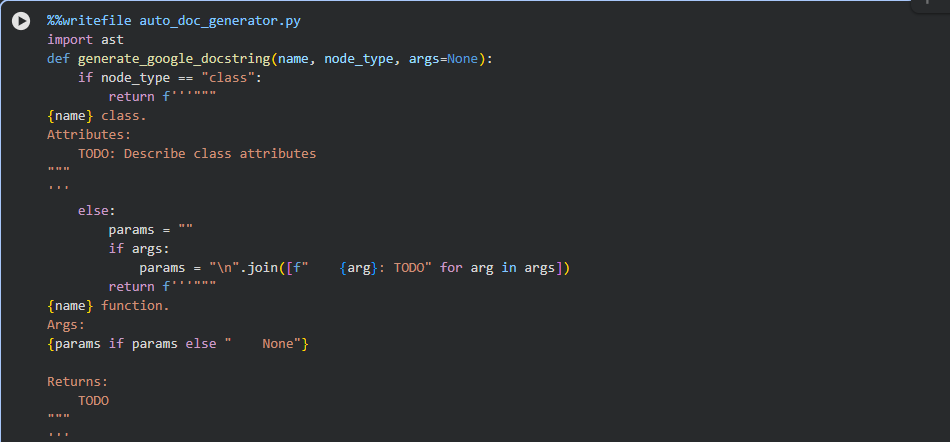 %%writefile auto_doc_generator.py
import ast
def generate_google_docstring(name, node_type, args=None):
    if node_type == "class":
        return f'''"""
{name} class.
Attributes:
    TODO: Describe class attributes
"""
'''
    else:
        params = ""
        if args:
            params = "\n".join([f"    {arg}: TODO" for arg in args])
        return f'''"""
{name} function.
Args:
{params if params else "    None"}

Returns:
    TODO
"""
'''